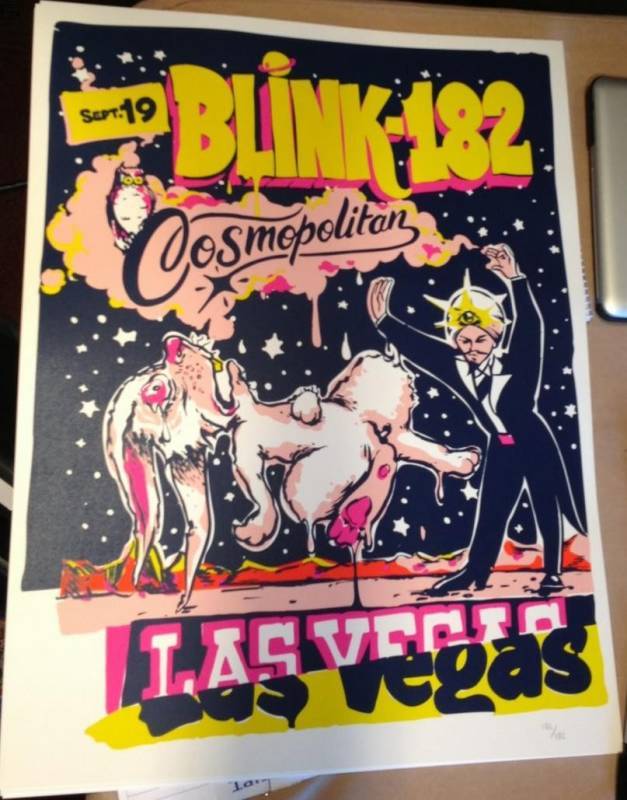 SEPT. 19
BLINK-182
Cosmopolitan
LAS VEGAS
Las Vegas